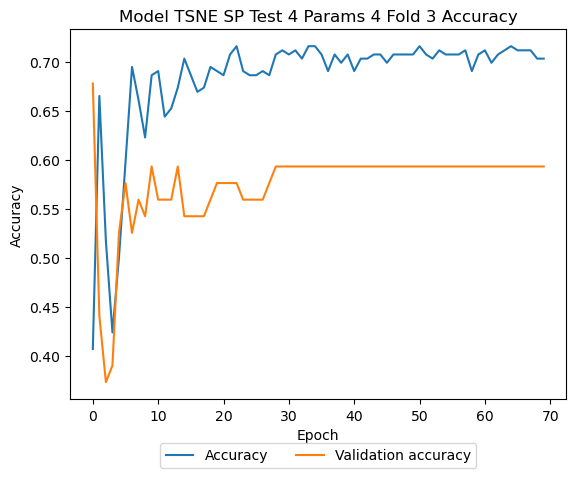 Model TSNE SP Test 4 Params 4 Fold 3 Accuracy
Accuracy
0.70
0.65
0.60
0.55
0.50
0.45
0.40
0 10 20 30 40 50 60 70
Epoch
Accuracy Validation accuracy